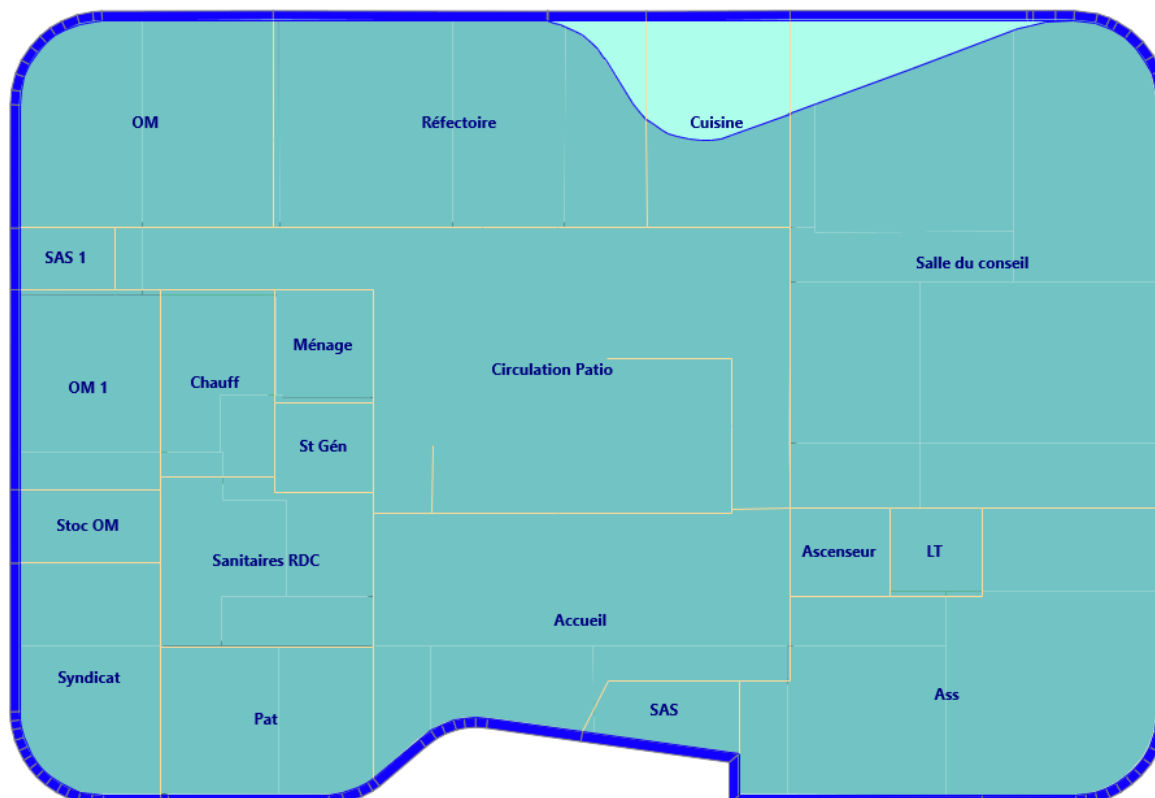 OM
Réfectoire
Cuisine
SAS 1
Salle du conseil
Ménage
Circulation Patio
OM 1
Chauff
St Gén
Stoc OM
Sanitaires RDC
Ascenseur
LT
Accueil
Syndicat
Pat
SAS
Ass